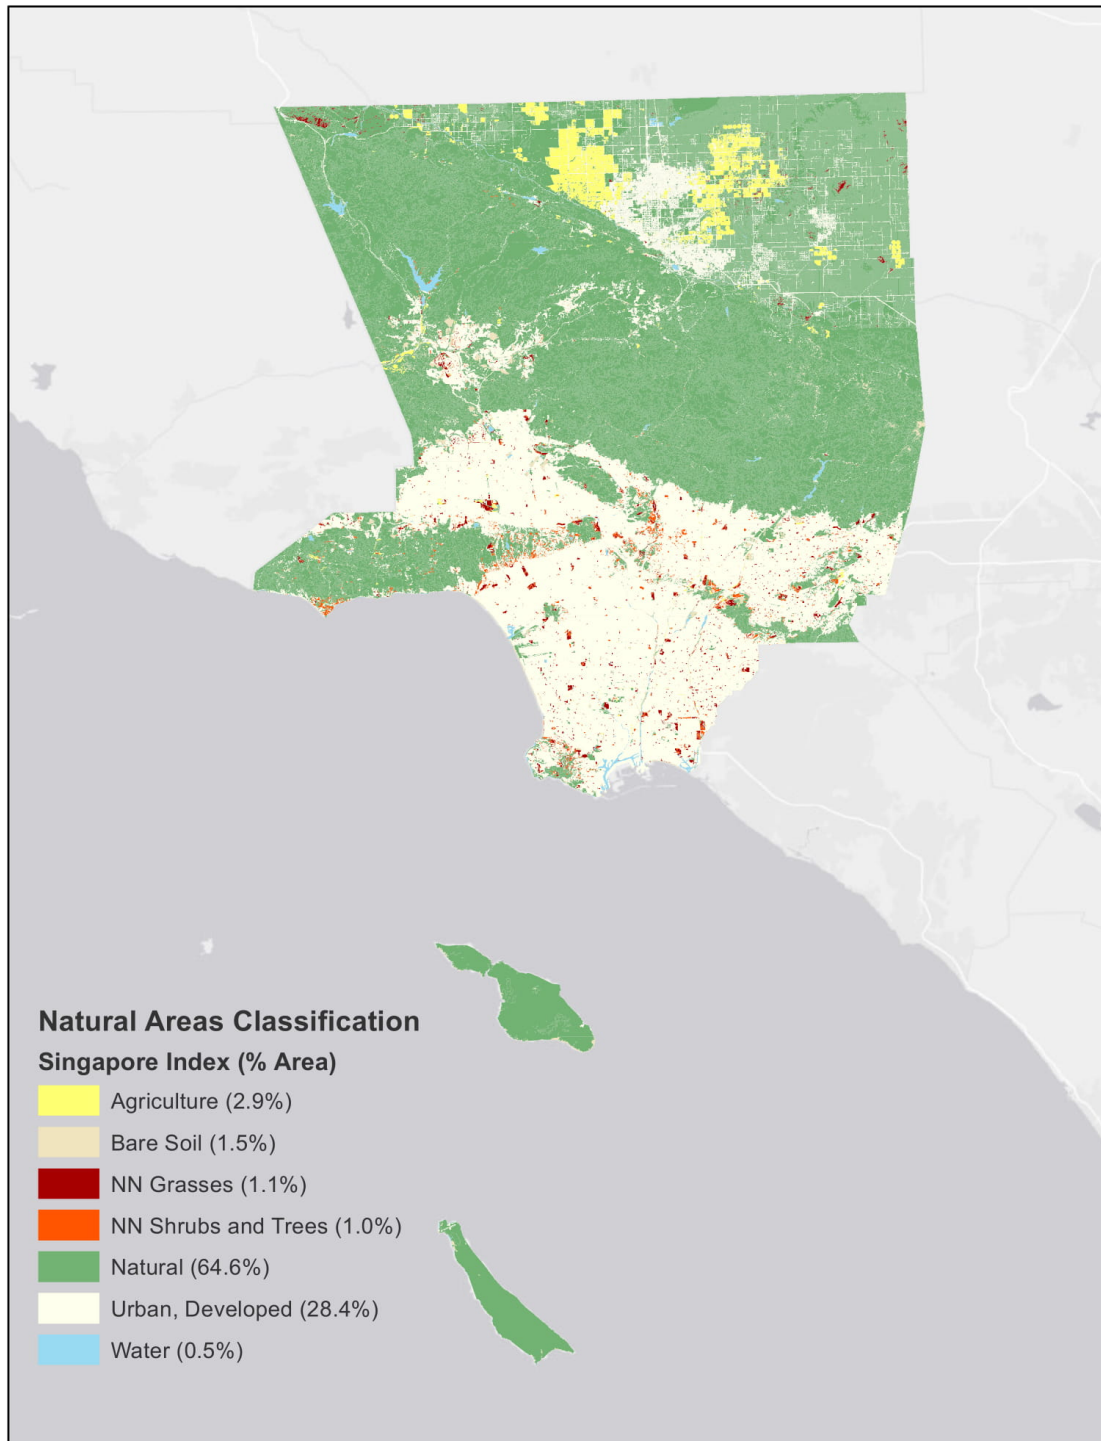 Natural Areas Classification
Singapore Index (% Area)
Agriculture (2.9%)
Bare Soil (1.5%)
NN Grasses (1.1%)
NN Shrubs and Trees (1.0%)
Natural (64.6%)
Urban, Developed (28.4%)
Water (0.5%)